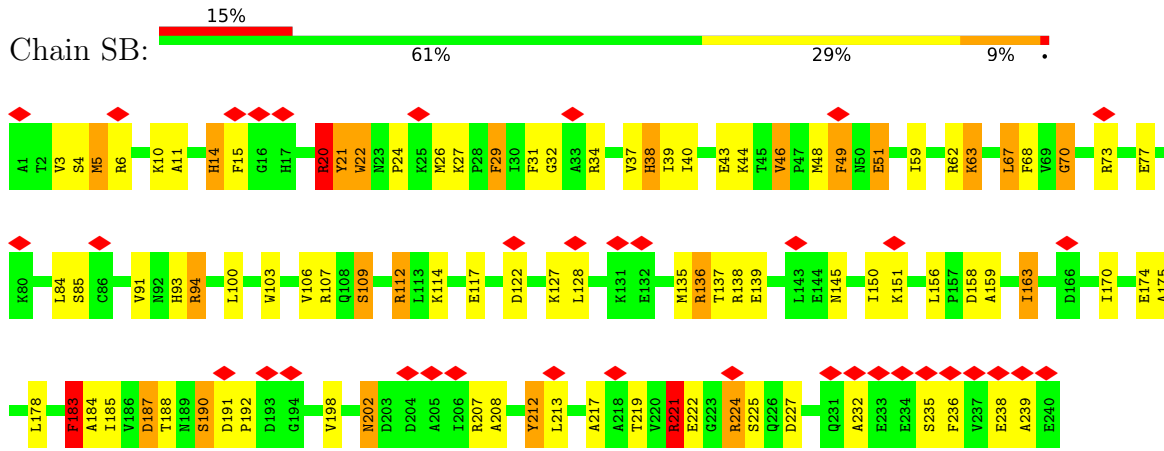 15%
Chain SB:
61% 29% 9% •
A1 T2 V3 S4 M5 R6 K10 A11 H14 F15 G16 H17 R20 Y21 W22 N23 P24 K25 M26 K27 P28 F29 I30 F31 G32 A33 R34 V37 H38 I39 I40 E43 K44 T45 V46 P47 M48 F49 N50 E51 I59 R62 K63 L67 F68 V69 G70 R73 E77
K80 L84 S85 C86 V91 N92 H93 R94 L100 W103 V106 R107 Q108 S109 R112 L113 K114 E117 D122 K127 L128 K131 E132 M135 R136 T137 R138 E139 L143 E144 N145 I150 K151 L156 P157 D158 A159 I163 D166 I170 E174 A175
L178 F183 A184 I185 V186 D187 T188 N189 S190 D191 P192 D193 G194 V198 N202 D203 D204 A205 I206 R207 A208 Y212 L213 A217 A218 T219 V220 R221 E222 G223 R224 S225 Q226 D227 Q231 A232 E233 E234 S235 F236 V237 E238 A239 E240